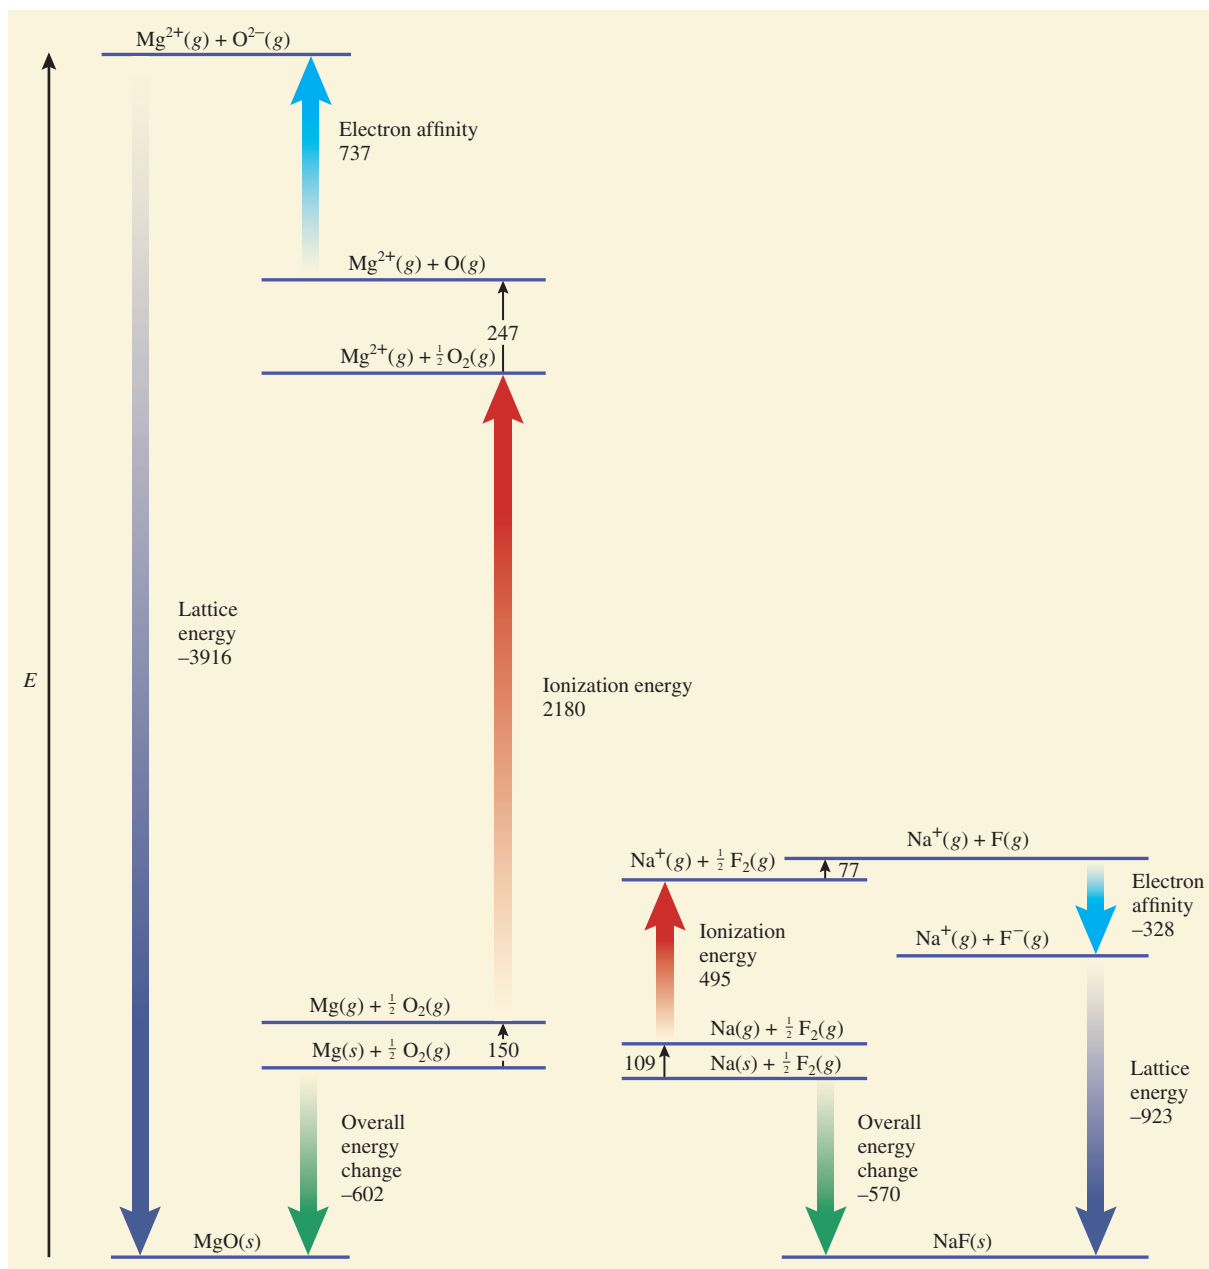 Mg²⁺(g) + O²⁻(g)
Electron affinity
737
Mg²⁺(g) + O(g)
247
Mg²⁺(g) + ½O₂(g)
Lattice
energy
–3916
E
Ionization energy
2180
Mg(g) + ½ O₂(g)
Mg(s) + ½ O₂(g)
150
Overall
energy
change
–602
MgO(s)
Na⁺(g) + F(g)
Na⁺(g) + ½ F₂(g)
77
Electron
affinity
–328
Ionization
energy
495
Na⁺(g) + F⁻(g)
Na(g) + ½ F₂(g)
109
Na(s) + ½ F₂(g)
Lattice
energy
–923
Overall
energy
change
–570
NaF(s)